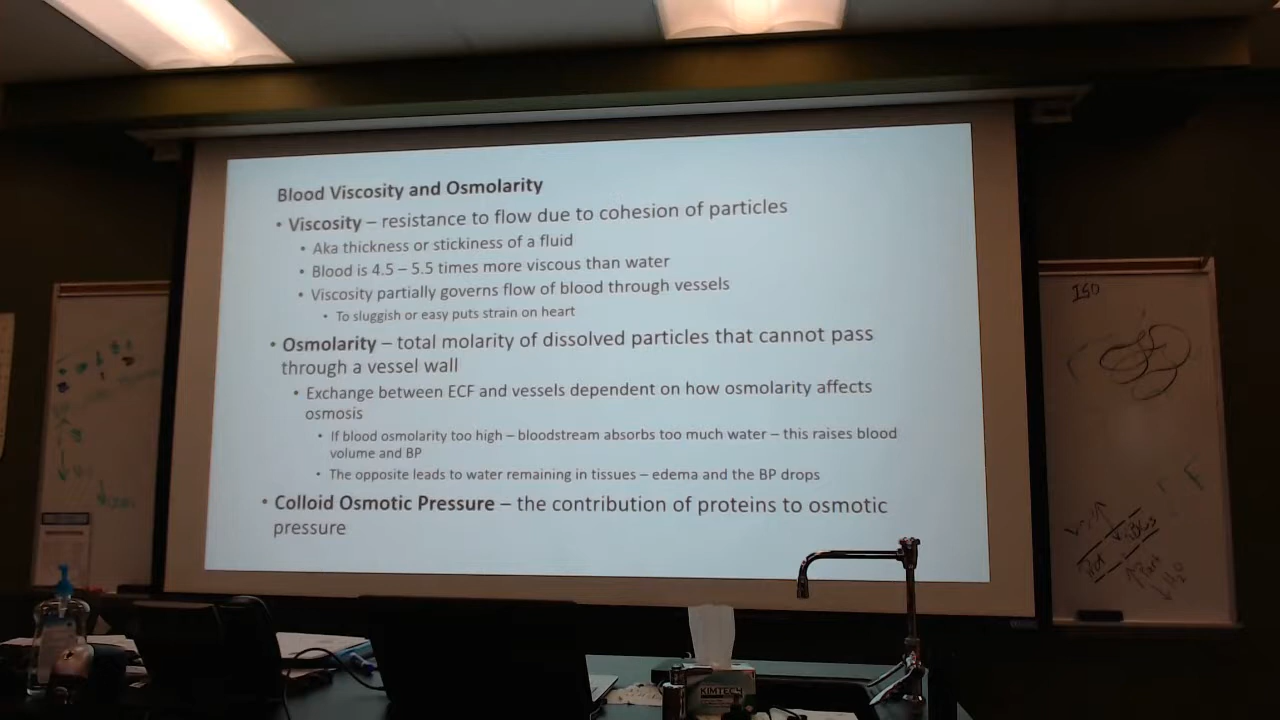 Blood Viscosity and Osmolarity
• Viscosity – resistance to flow due to cohesion of particles
• Aka thickness or stickiness of a fluid
• Blood is 4.5 – 5.5 times more viscous than water
• Viscosity partially governs flow of blood through vessels
• To sluggish or easy puts strain on heart
• Osmolarity – total molarity of dissolved particles that cannot pass
through a vessel wall
• Exchange between ECF and vessels dependent on how osmolarity affects
osmosis
• If blood osmolarity too high – bloodstream absorbs too much water – this raises blood
volume and BP
• The opposite leads to water remaining in tissues – edema and the BP drops
• Colloid Osmotic Pressure – the contribution of proteins to osmotic
pressure
ISO
H2O
KIMTECH